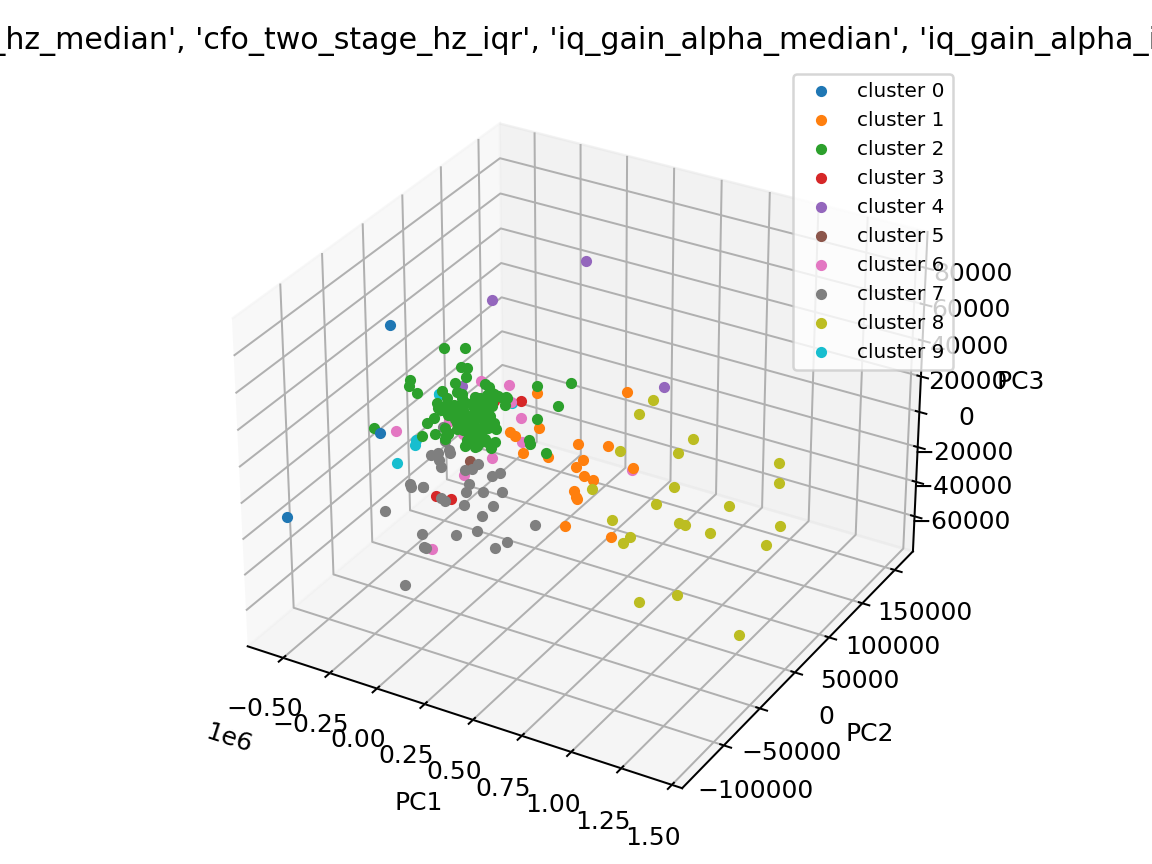 _hz_median', 'cfo_two_stage_hz_iqr', 'iq_gain_alpha_median', 'iq_gain_alpha_i
cluster 0
cluster 1
cluster 2
cluster 3
cluster 4
cluster 5
cluster 6
cluster 7
cluster 8
cluster 9
80000
60000
40000
20000
0
−20000
−40000
−60000
PC3
150000
100000
50000
0
−50000
−100000
PC2
−0.50
−0.25
0.00
0.25
0.50
0.75
1.00
1.25
1.50
1e6
PC1